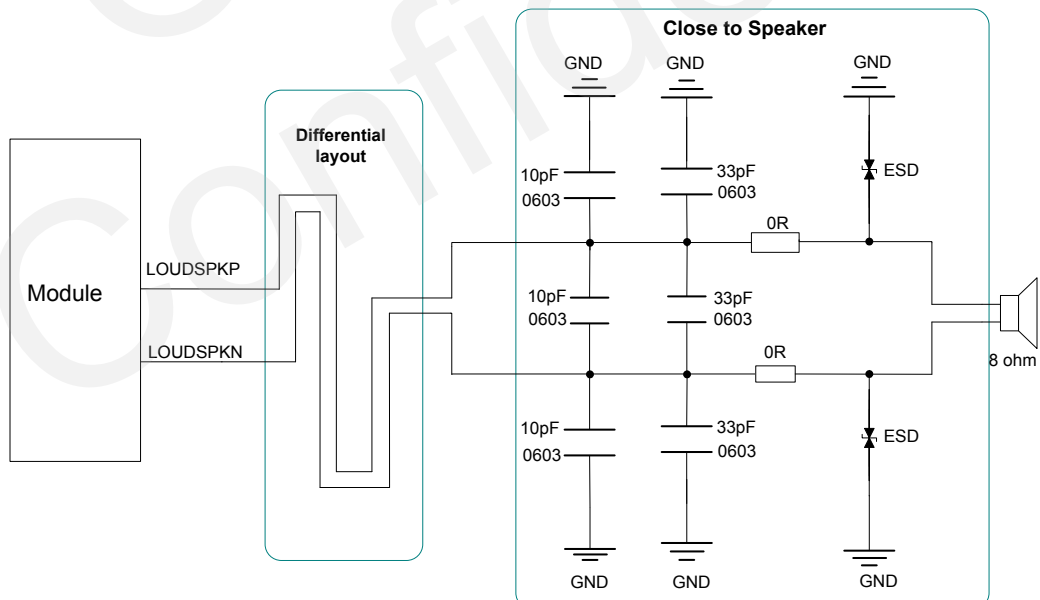 Close to Speaker
GND
GND
GND
Differential
layout
10pF
0603
33pF
0603
ESD
0R
LOUDSPKP
Module
10pF
0603
33pF
0603
LOUDSPKN
0R
8 ohm
10pF
0603
33pF
0603
ESD
GND
GND
GND